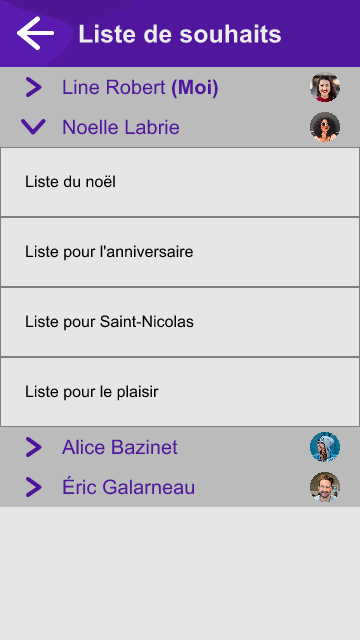 Liste de souhaits
Line Robert (Moi)
Noelle Labrie
Liste du noël
Liste pour l'anniversaire
Liste pour Saint-Nicolas
Liste pour le plaisir
Alice Bazinet
Éric Galarneau